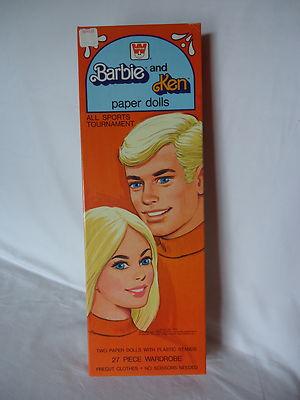 Barbie and
Ken
paper dolls
ALL SPORTS
TOURNAMENT
TWO PAPER DOLLS WITH PLASTIC STANDS
27 PIECE WARDROBE
PRECUT CLOTHES • NO SCISSORS NEEDED